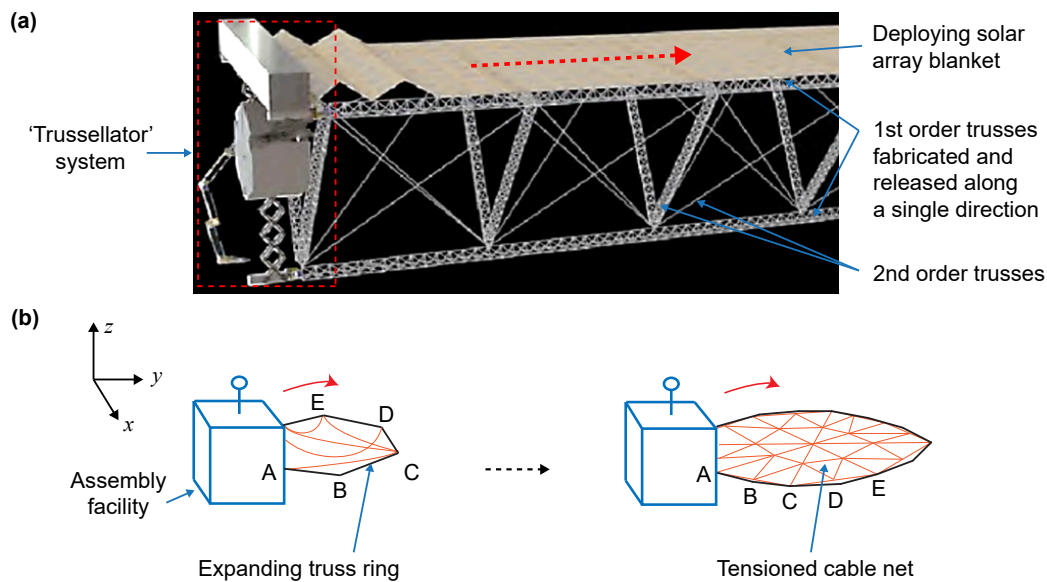 (a)
Deploying solar
array blanket
'Trussellator'
system
1st order trusses
fabricated and
released along
a single direction
2nd order trusses
(b)
z
y
x
E
D
A
B
C
Assembly
facility
Expanding truss ring
A
B
C
D
E
Tensioned cable net